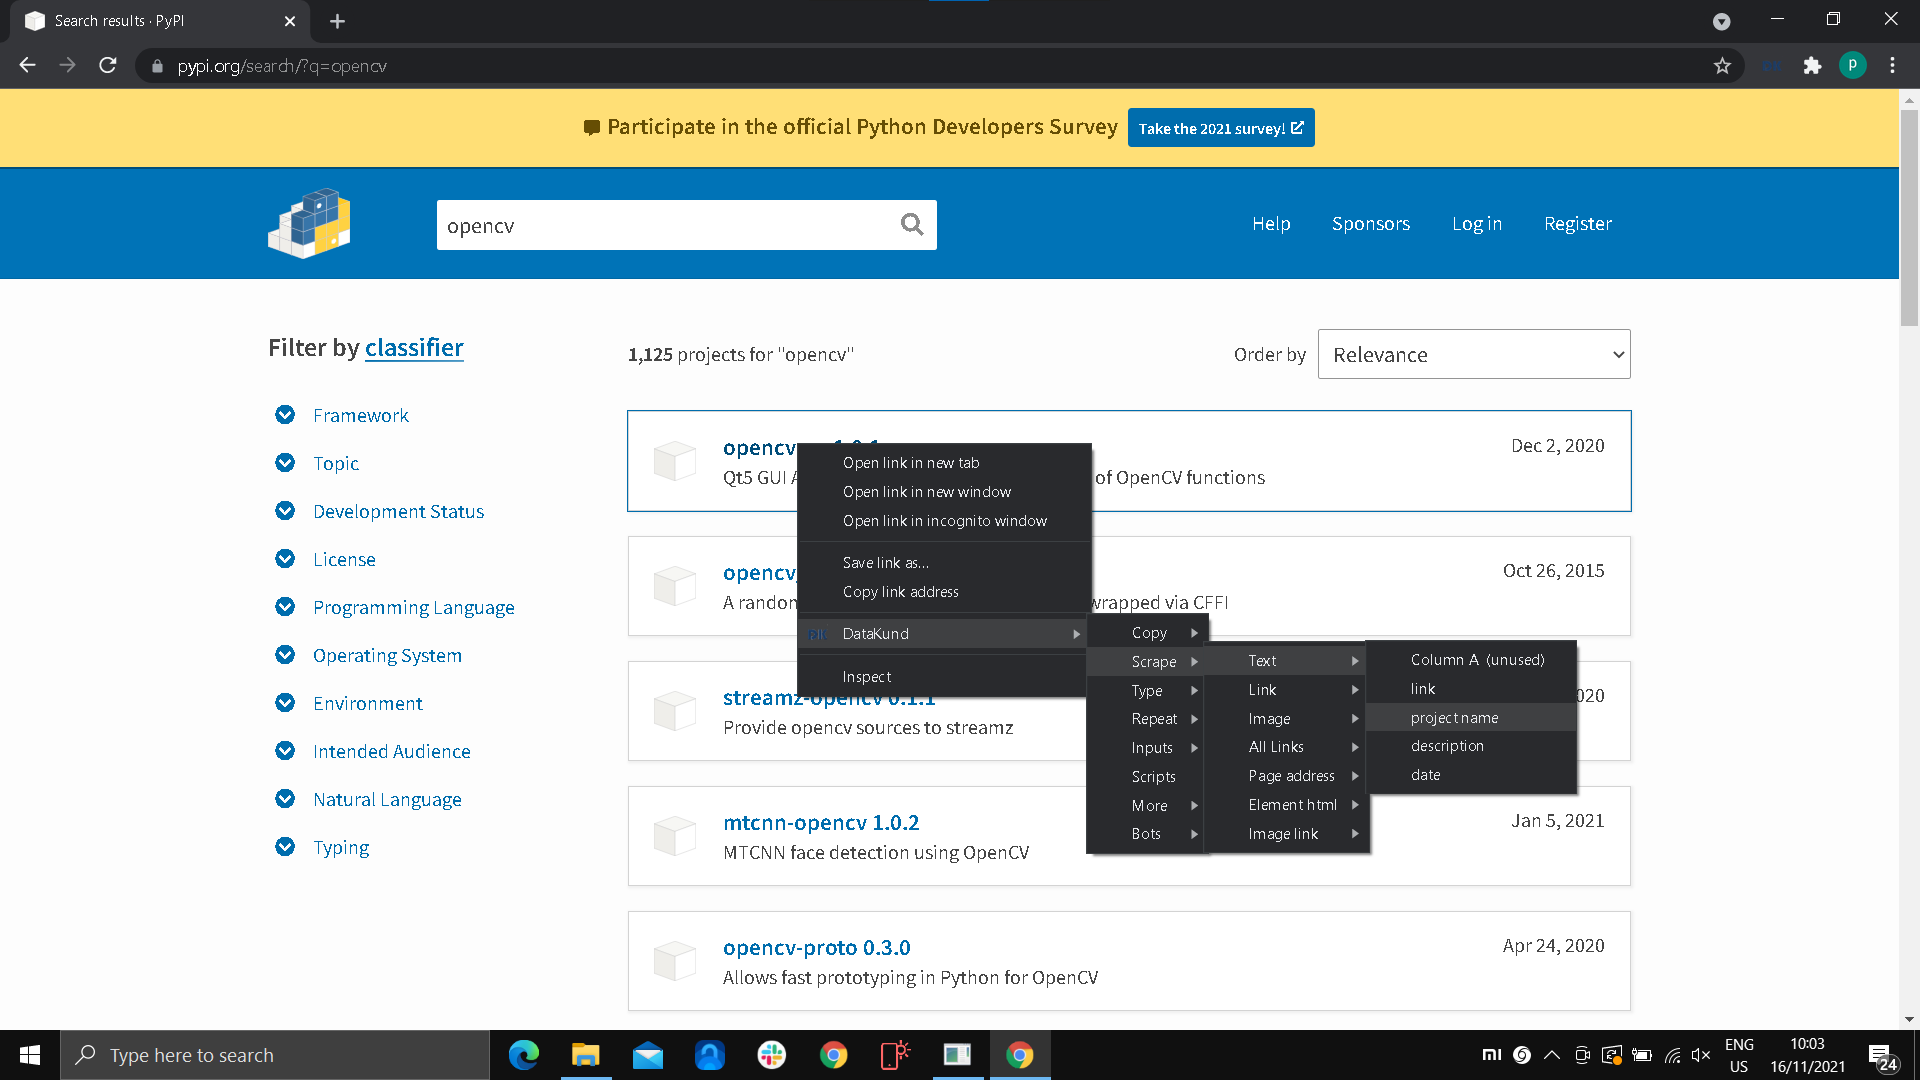 Search results · PyPI
pypi.org/search/?q=opencv
P
Participate in the official Python Developers Survey
Take the 2021 survey!
opencv
Help
Sponsors
Log in
Register
Filter by classifier
Framework
Topic
Development Status
License
Programming Language
Operating System
Environment
Intended Audience
Natural Language
Typing
1,125 projects for "opencv"
Order by
Relevance
opencv
Dec 2, 2020
Qt5 GUI
of OpenCV functions
Oct 26, 2015
wrapped via CFFI
streamz-opencv 0.1.1
Provide opencv sources to streamz
mtcnn-opencv 1.0.2
Jan 5, 2021
MTCNN face detection using OpenCV
opencv-proto 0.3.0
Apr 24, 2020
Allows fast prototyping in Python for OpenCV
Open link in new tab
Open link in new window
Open link in incognito window
Save link as...
Copy link address
DataKund
Inspect
Copy
Scrape
Type
Repeat
Inputs
Scripts
More
Bots
Text
Link
Image
All Links
Page address
Element html
Image link
Column A (unused)
link
project name
description
date
Type here to search
ENG
US
10:03
16/11/2021
24